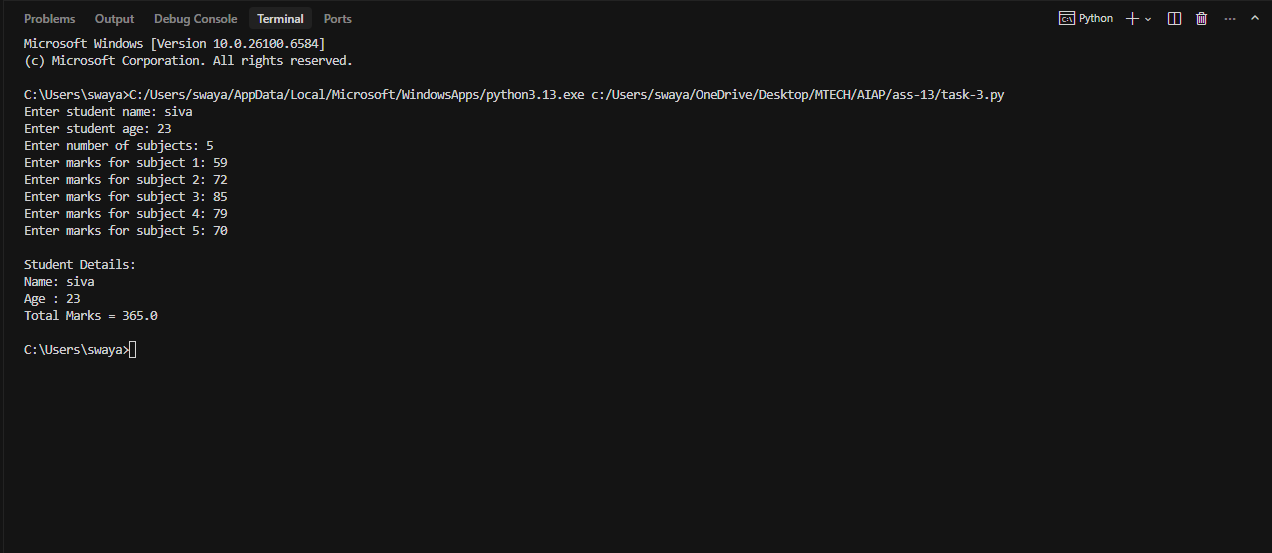 Problems Output Debug Console Terminal Ports Python
Microsoft Windows [Version 10.0.26100.6584]
(c) Microsoft Corporation. All rights reserved.
C:\Users\swaya>C:/Users/swaya/AppData/Local/Microsoft/WindowsApps/python3.13.exe c:/Users/swaya/OneDrive/Desktop/MTECH/AIAP/ass-13/task-3.py
Enter student name: siva
Enter student age: 23
Enter number of subjects: 5
Enter marks for subject 1: 59
Enter marks for subject 2: 72
Enter marks for subject 3: 85
Enter marks for subject 4: 79
Enter marks for subject 5: 70
Student Details:
Name: siva
Age : 23
Total Marks = 365.0
C:\Users\swaya>